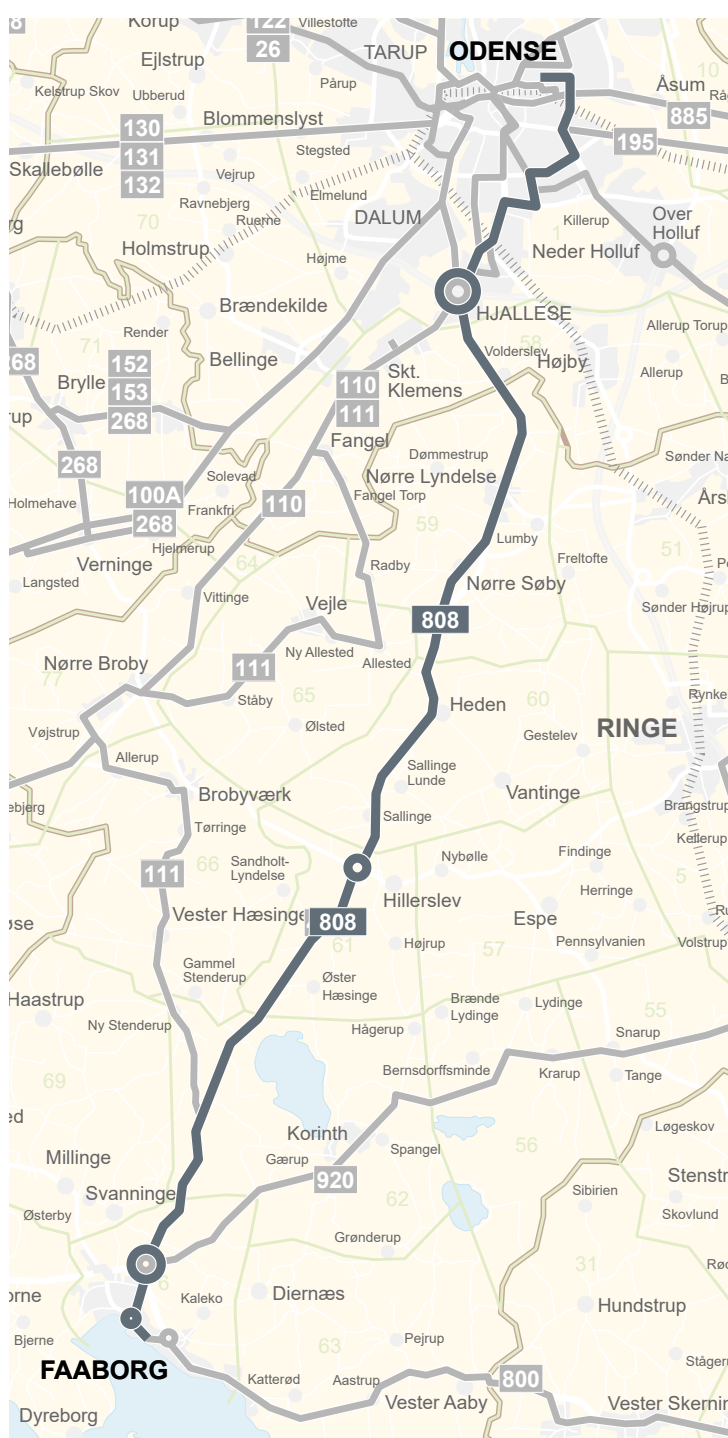 Korup
122
26
Villestofte
TARUP
ODENSE
Ejlstrup
Pårup
10
Åsum
Kelstrup Skov
Ubberud
885
130
131
132
Blommenslyst
195
Stegsted
Skallebølle
Vejrup
Elmelund
Ravnebjerg
70
Ruerne
DALUM
Killerup
Over
Holluf
1
Holmstrup
Højme
Neder Holluf
Brændekilde
HJALLESE
Render
Allerup Torup
58
71
Bellinge
Volderslev
Højby
268
152
153
268
Brylle
Skt.
Klemens
Allerup
110
111
Fangel
268
Dømmestrup
Solevad
Nørre Lyndelse
100A
268
Fangel Torp
Holmehave
110
Frankfri
59
Lumby
51
Hjelmerup
Verninge
64
Radby
Freltofte
Langsted
Nørre Søby
Vittinge
Vejle
808
Sønder Højrup
Ny Allested
Allested
Nørre Broby
111
77
65
Ståby
Heden
60
Ølsted
RINGE
Vøjstrup
Gestelev
Allerup
Sallinge
Lunde
Brobyværk
Vantinge
Brangstrup
Tørringe
Sallinge
Kellerup
66
Sandholt-
Lyndelse
Nybølle
Findinge
111
5
Hillerslev
Herringe
Vester Hæsinge
808
Espe
61
Højrup
57
Pennsylvanien
Volstrup
Gammel
Stenderup
Øster
Hæsinge
Haastrup
Brænde
Lydinge
Lydinge
55
Ny Stenderup
Hågerup
Snarup
Bernsdorffsminde
Krarup
Tange
69
Korinth
56
Løgeskov
Spangel
Millinge
Gærup
920
Svanninge
62
Sibirien
Østerby
Skovlund
Grønderup
31
6
Diernæs
Kaleko
Hundstrup
Bjerne
63
Pejrup
FAABORG
Katterød
Aastrup
800
Vester Aaby
Dyreborg